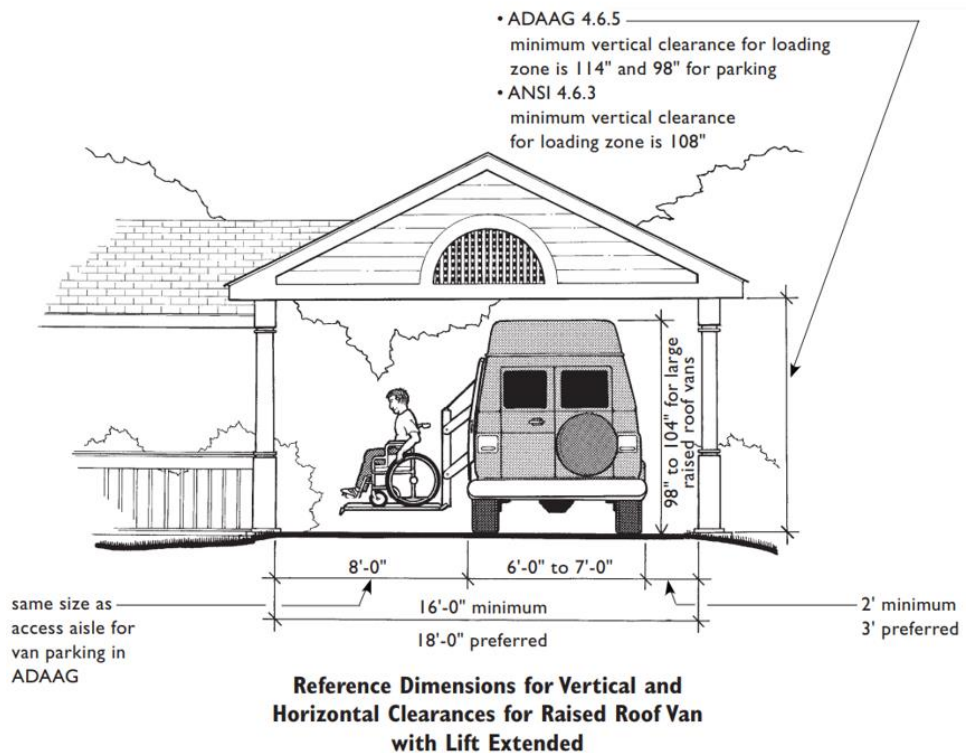 • ADAAG 4.6.5
minimum vertical clearance for loading
zone is 114" and 98" for parking
• ANSI 4.6.3
minimum vertical clearance
for loading zone is 108"
98" to 104" for large
raised roof vans
8'-0"
6'-0" to 7'-0"
same size as
access aisle for
van parking in
ADAAG
16'-0" minimum
18'-0" preferred
2' minimum
3' preferred
Reference Dimensions for Vertical and
Horizontal Clearances for Raised Roof Van
with Lift Extended